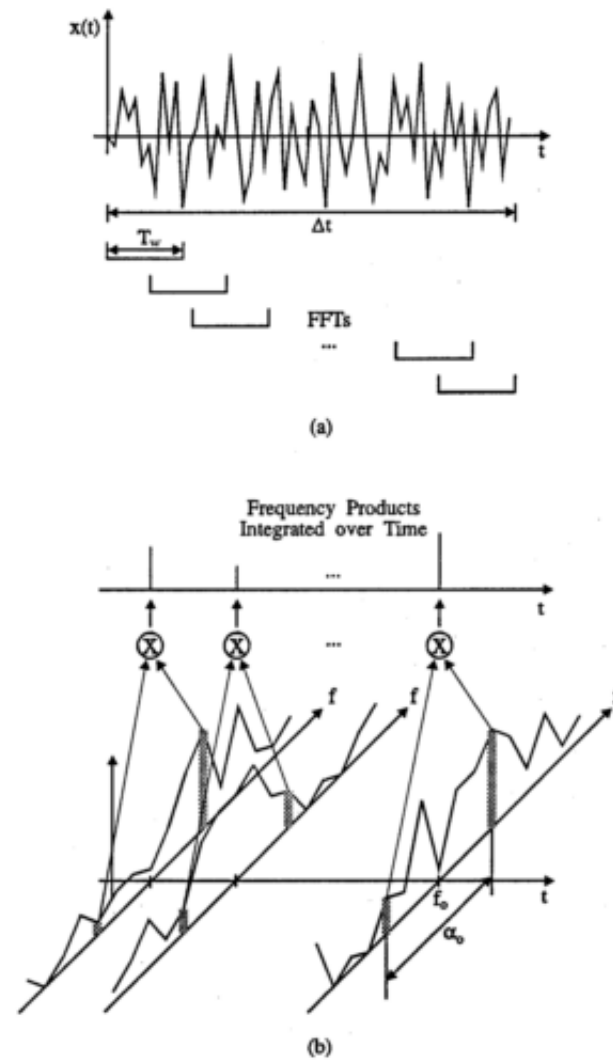 x(t)
t
Δt
T_w
FFTs
...
(a)
Frequency Products
Integrated over Time
...
t
X X ... X
f
f
f
f_o
t
α_o
(b)